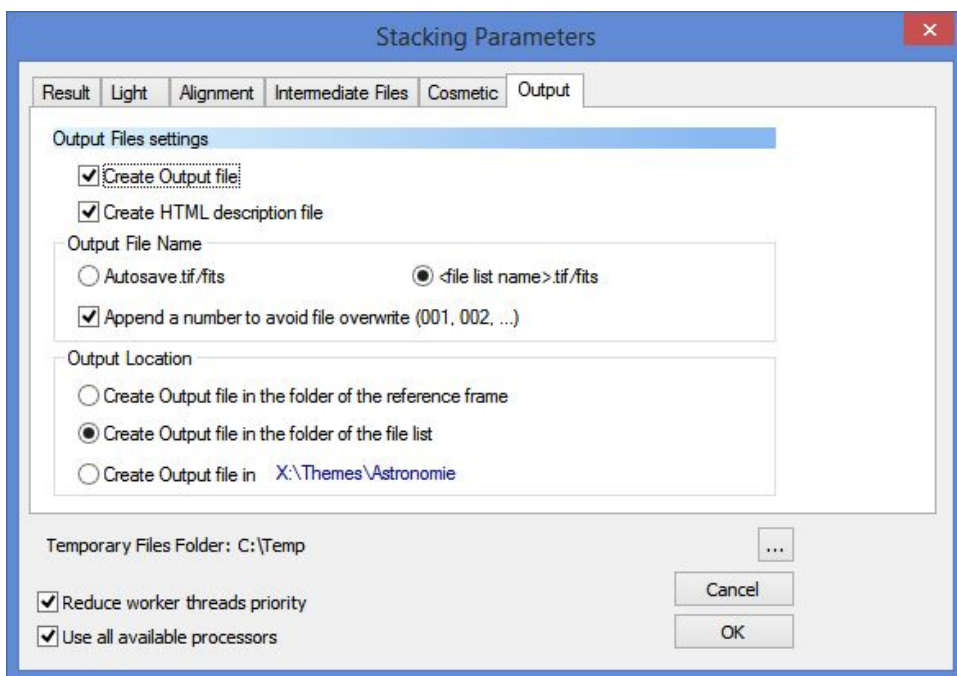 Stacking Parameters
Result Light Alignment Intermediate Files Cosmetic Output
Output Files settings
Create Output file
Create HTML description file
Output File Name
Autosave.tif/fits <file list name>.tif/fits
Append a number to avoid file overwrite (001, 002, ...)
Output Location
Create Output file in the folder of the reference frame
Create Output file in the folder of the file list
Create Output file in X:\Themes\Astronomie
Temporary Files Folder: C:\Temp ...
Reduce worker threads priority
Cancel
Use all available processors
OK